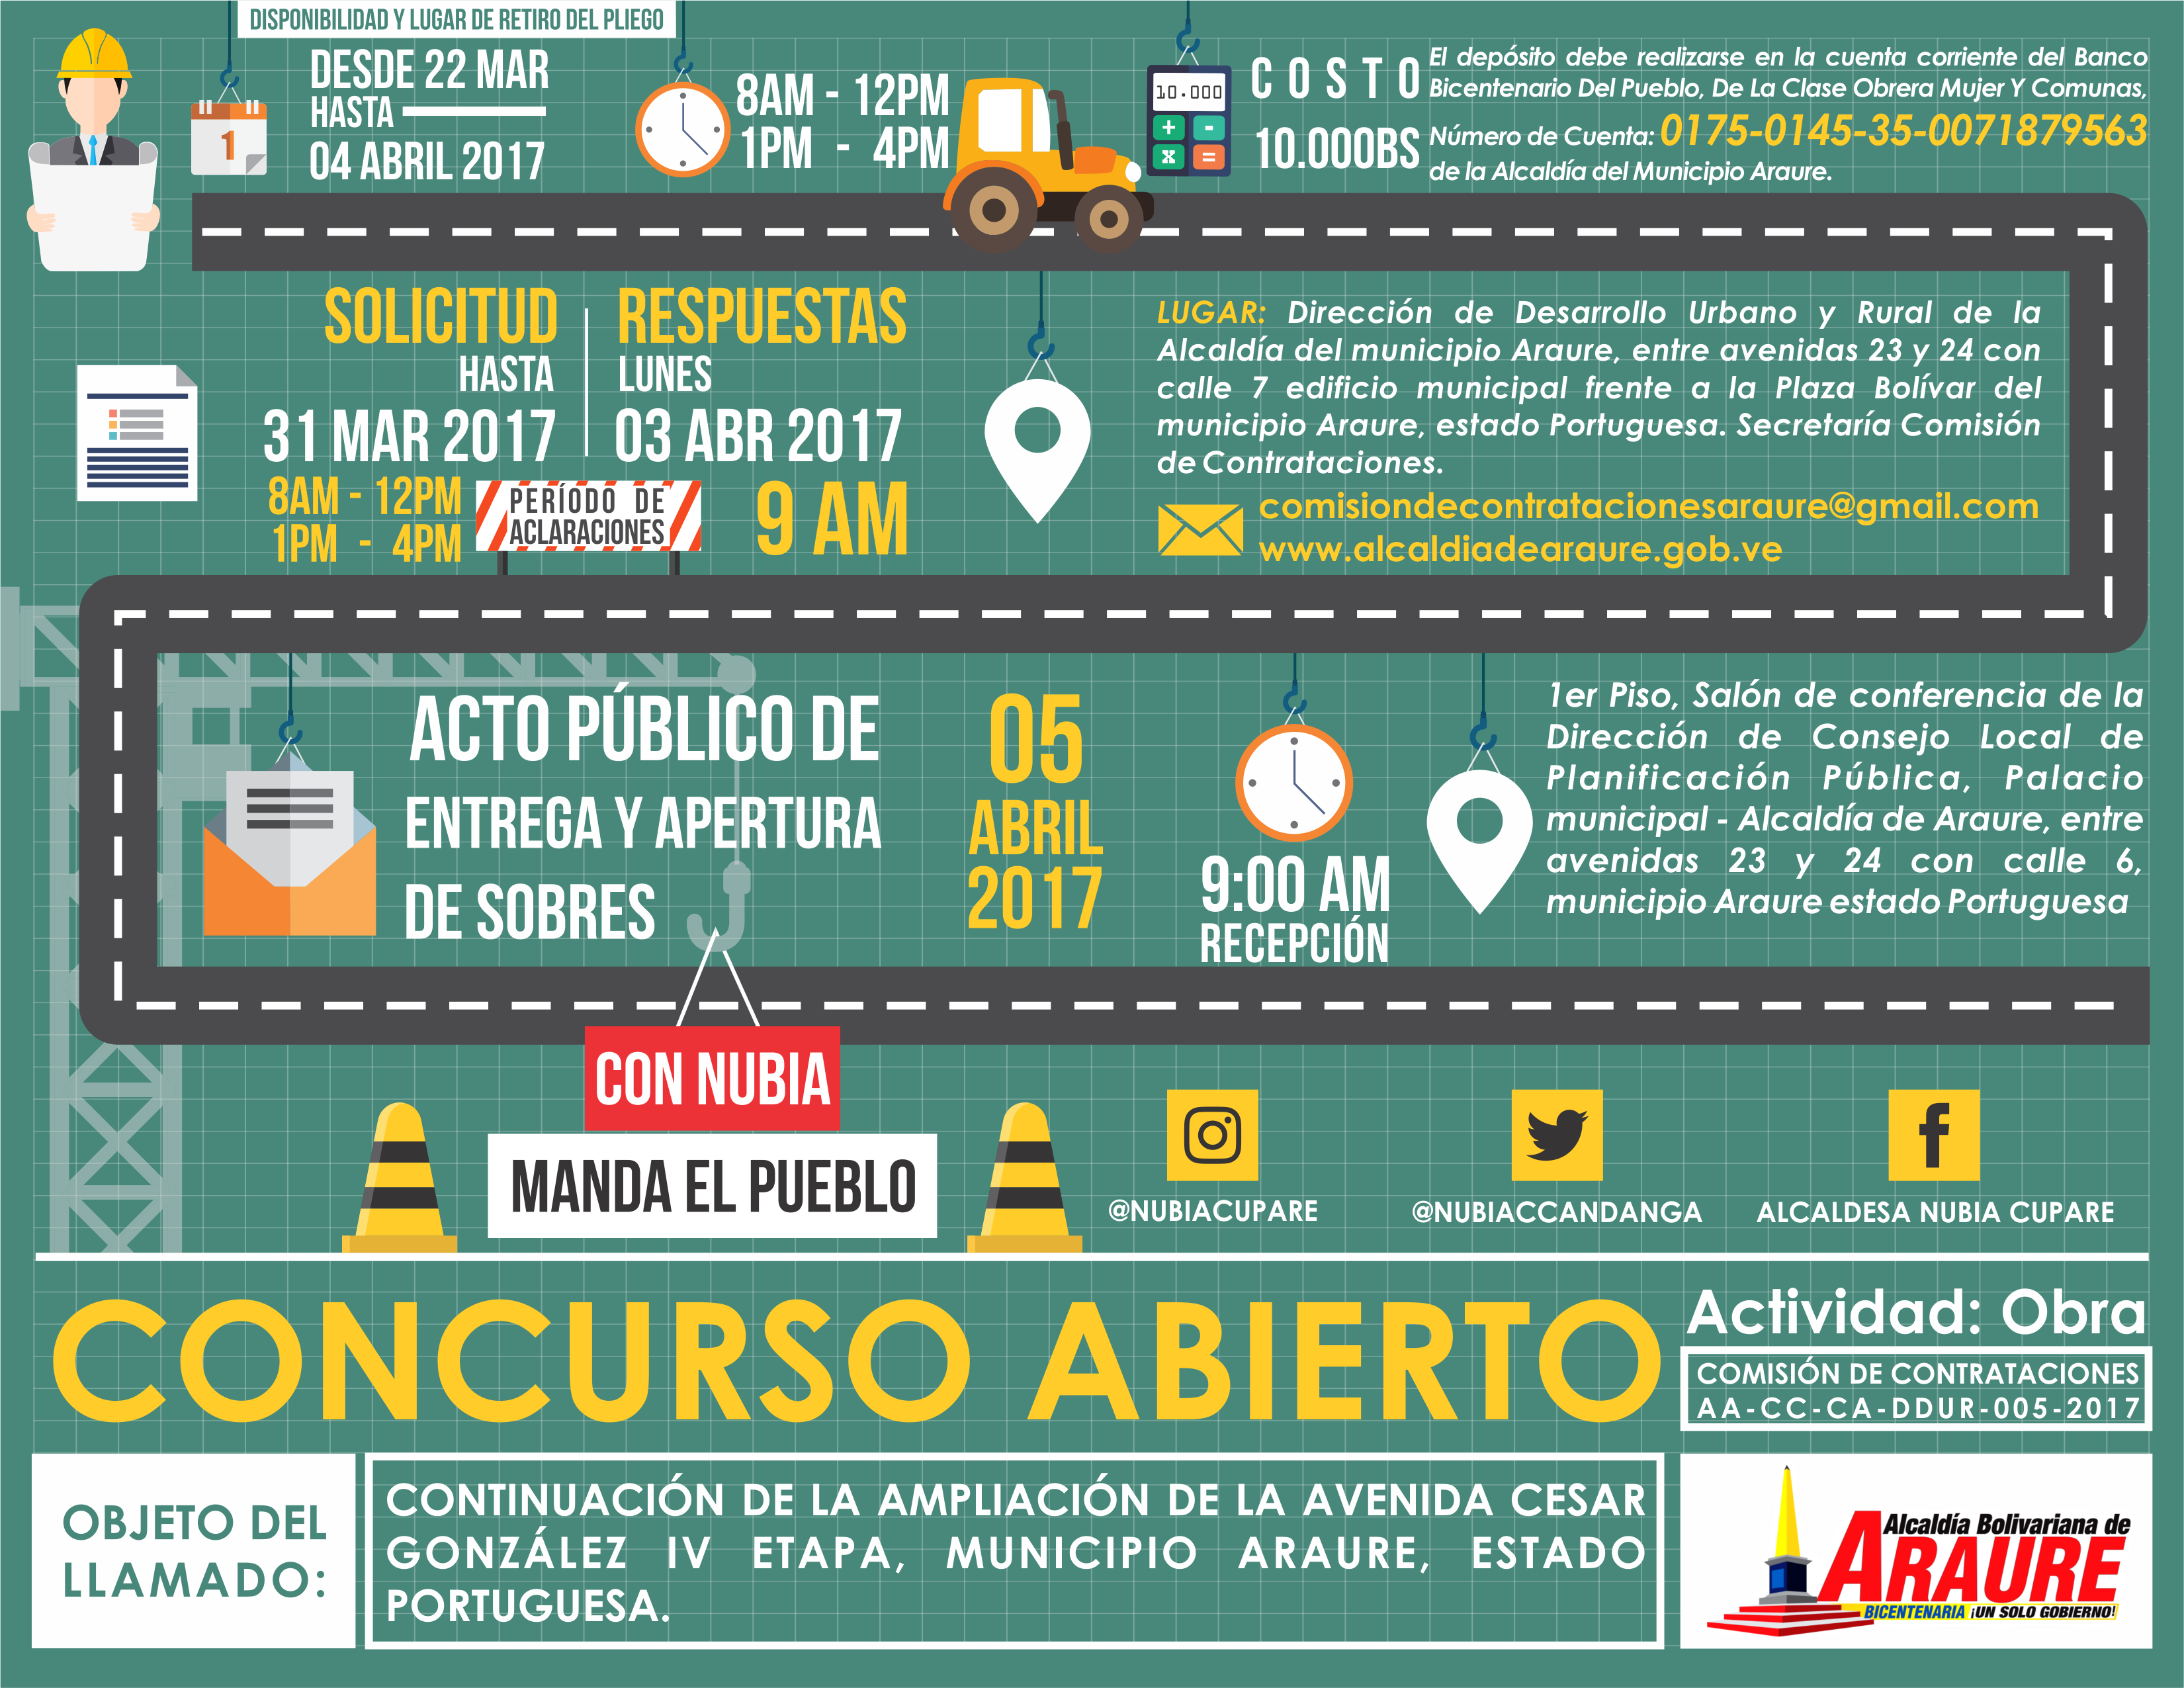 DISPONIBILIDAD Y LUGAR DE RETIRO DEL PLIEGO
DESDE 22 MAR
HASTA
04 ABRIL 2017
1
8AM - 12PM
1PM - 4PM
10.000
+ -
x =
COSTO
10.000BS
El depósito debe realizarse en la cuenta corriente del Banco
Bicentenario Del Pueblo, De La Clase Obrera Mujer Y Comunas,
Número de Cuenta: 0175-0145-35-0071879563
de la Alcaldía del Municipio Araure.
SOLICITUD
HASTA
31 MAR 2017
8AM - 12PM
1PM - 4PM
RESPUESTAS
LUNES
03 ABR 2017
9 AM
PERÍODO DE
ACLARACIONES
LUGAR: Dirección de Desarrollo Urbano y Rural de la
Alcaldía del municipio Araure, entre avenidas 23 y 24 con
calle 7 edificio municipal frente a la Plaza Bolívar del
municipio Araure, estado Portuguesa. Secretaría Comisión
de Contrataciones.
comisiondecontratacionesaraure@gmail.com
www.alcaldiadearaure.gob.ve
ACTO PÚBLICO DE
ENTREGA Y APERTURA
DE SOBRES
05
ABRIL
2017
9:00 AM
RECEPCIÓN
1er Piso, Salón de conferencia de la
Dirección de Consejo Local de
Planificación Pública, Palacio
municipal - Alcaldía de Araure, entre
avenidas 23 y 24 con calle 6,
municipio Araure estado Portuguesa
CON NUBIA
MANDA EL PUEBLO
@NUBIACUPARE
@NUBIACCANDANGA
ALCALDESA NUBIA CUPARE
CONCURSO ABIERTO
Actividad: Obra
COMISIÓN DE CONTRATACIONES
AA-CC-CA-DDUR-005-2017
OBJETO DEL
LLAMADO:
CONTINUACIÓN DE LA AMPLIACIÓN DE LA AVENIDA CESAR
GONZÁLEZ IV ETAPA, MUNICIPIO ARAURE, ESTADO
PORTUGUESA.
Alcaldía Bolivariana de
ARAURE
BICENTENARIA ¡UN SOLO GOBIERNO!